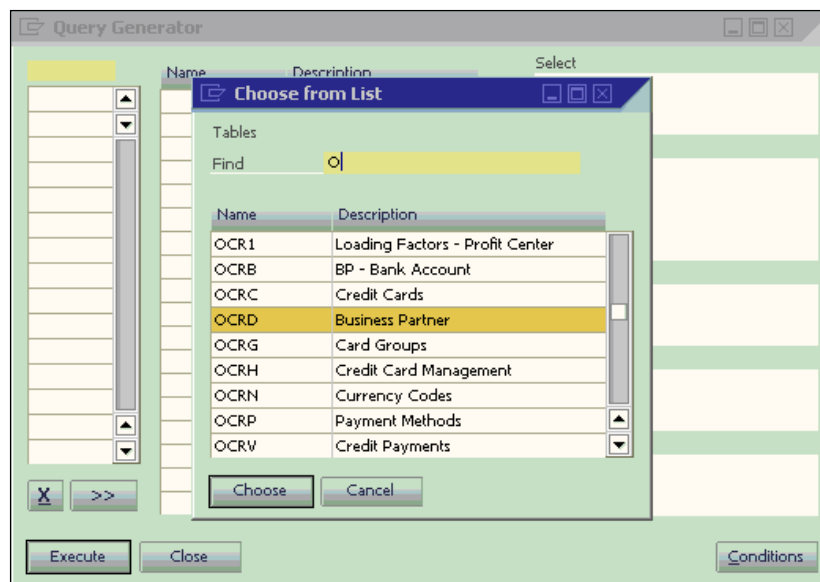 Query Generator
Name Description
Select
Choose from List
Tables
Find O
Name Description
OCR1 Loading Factors - Profit Center
OCRB BP - Bank Account
OCRC Credit Cards
OCRD Business Partner
OCRG Card Groups
OCRH Credit Card Management
OCRN Currency Codes
OCRP Payment Methods
OCRV Credit Payments
Choose Cancel
X >>
Execute Close Conditions